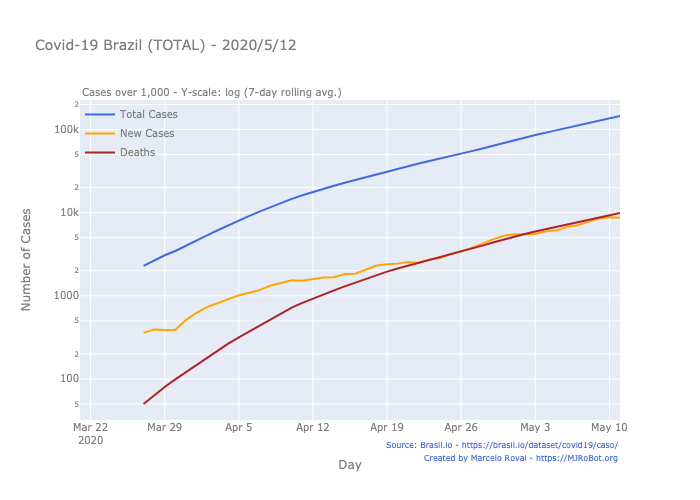 Covid-19 Brazil (TOTAL) - 2020/5/12
Cases over 1,000 - Y-scale: log (7-day rolling avg.)
Total Cases
New Cases
Deaths
Number of Cases
2
100k
5
2
10k
5
2
1000
5
2
100
5
Mar 22
2020
Mar 29
Apr 5
Apr 12
Apr 19
Apr 26
May 3
May 10
Day
Source: Brasil.io - https://brasil.io/dataset/covid19/caso/
Created by Marcelo Rovai - https://MJRoBot.org